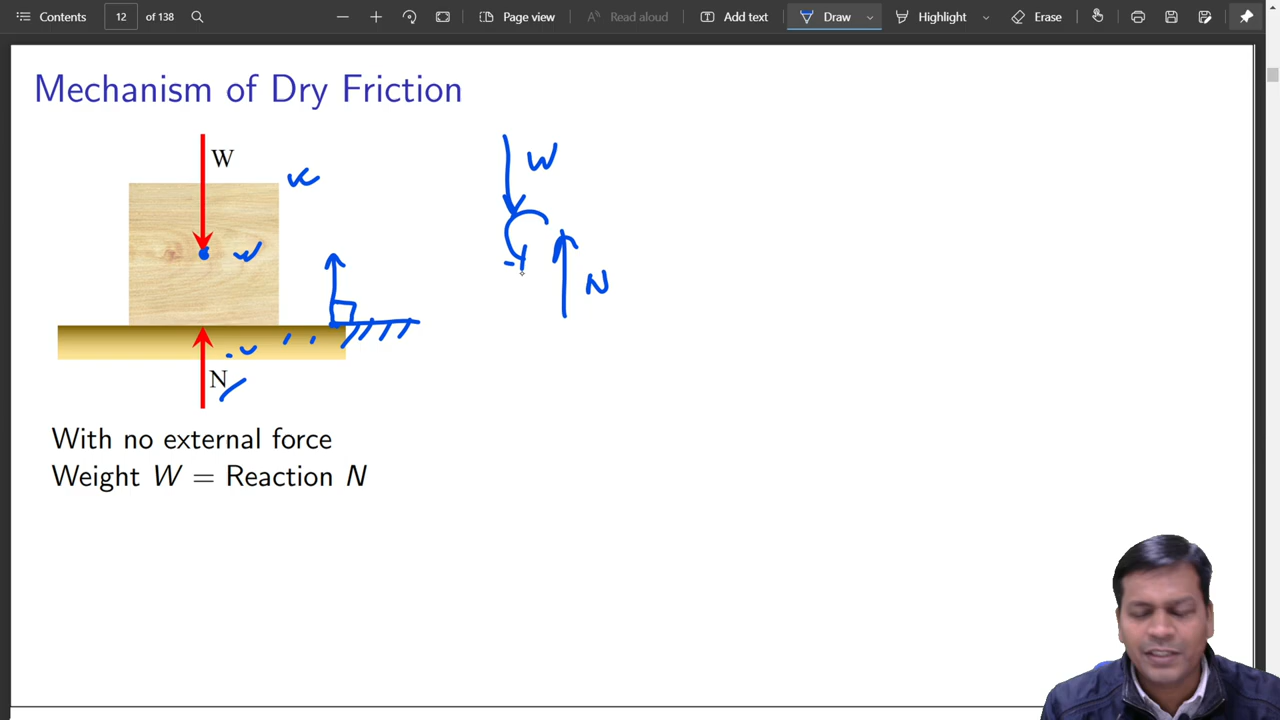 Contents 12 of 138 Page view Read aloud Add text Draw Highlight Erase
Mechanism of Dry Friction
W
W
N
W
N
With no external force
Weight W = Reaction N